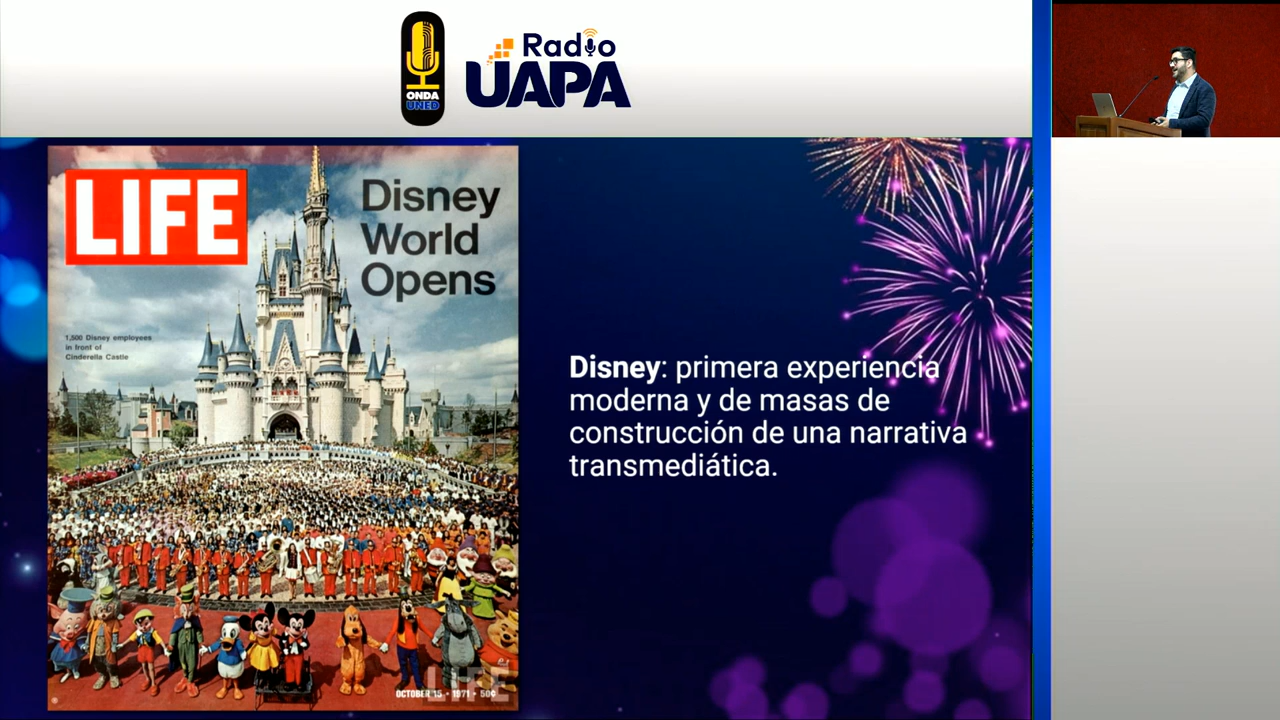 ONDA
UNED
Radio
UAPA
LIFE
Disney
World
Opens
1,500 Disney employees
in front of
Cinderella Castle
Disney: primera experiencia
moderna y de masas de
construcción de una narrativa
transmediática.
OCTOBER 15 • 1971 • 50¢
LIFE